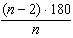 (n − 2) · 180
n